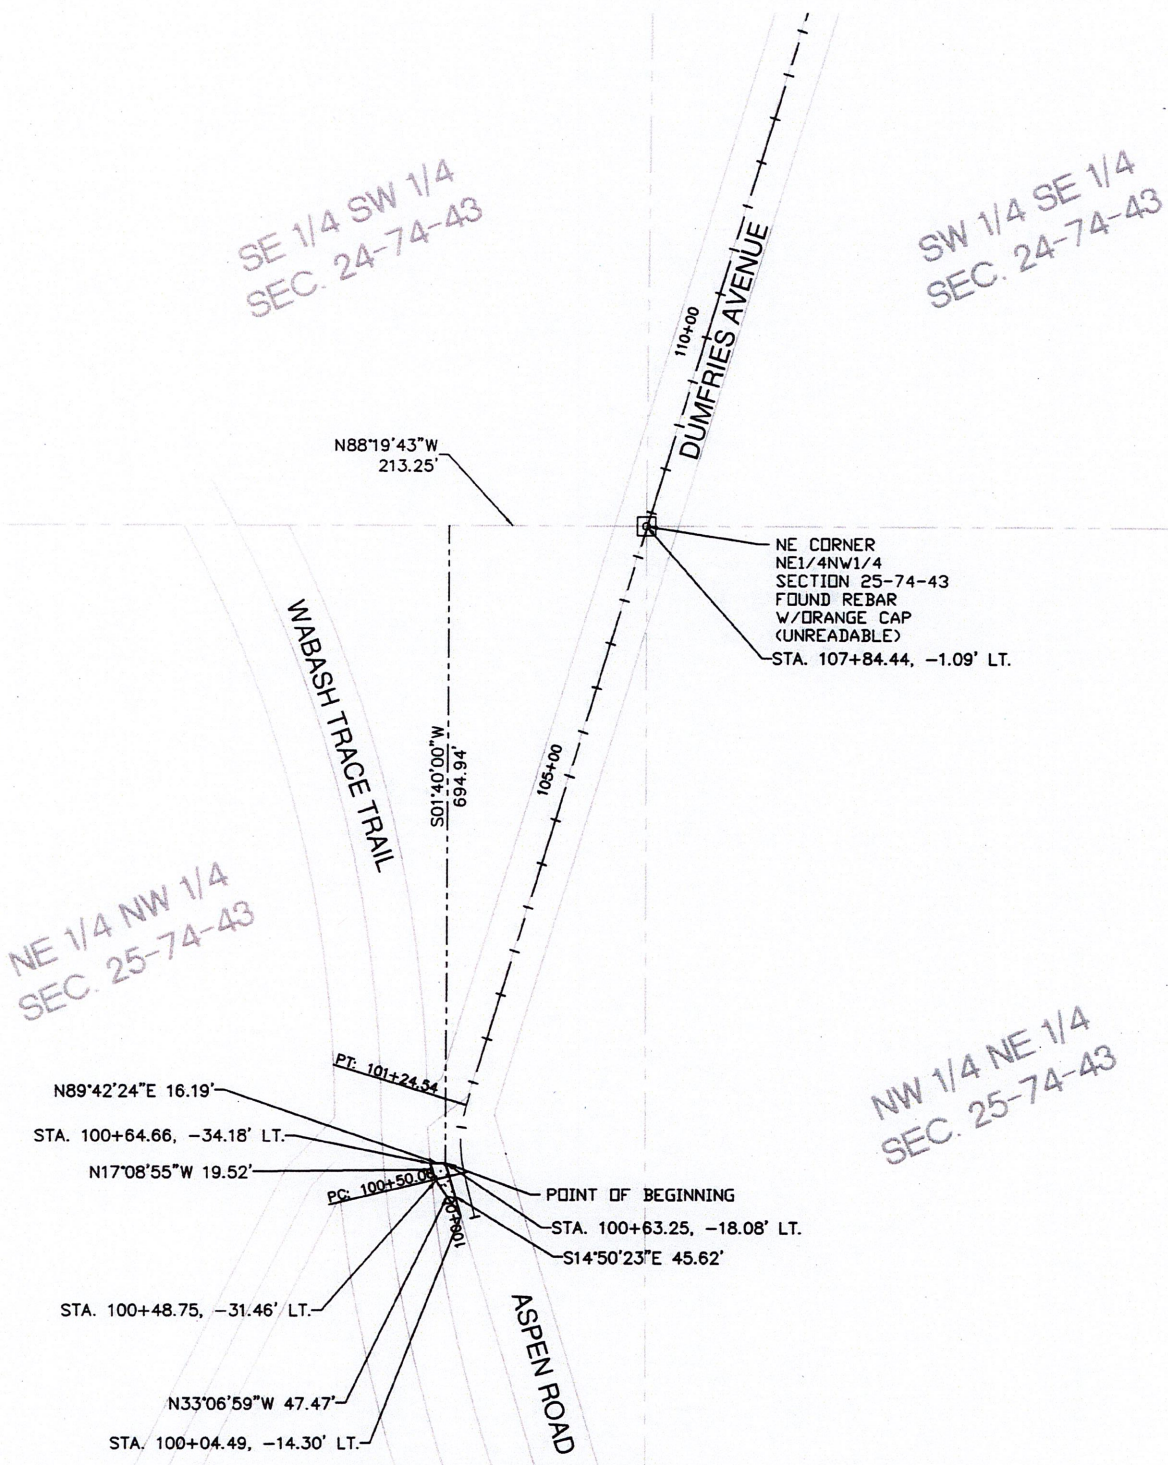 SE 1/4 SW 1/4
SEC. 24-74-43
SW 1/4 SE 1/4
SEC. 24-74-43
110+00
DUMFRIES AVENUE
N88°19'43"W
213.25'
NE CORNER
NE1/4NW1/4
SECTION 25-74-43
FOUND REBAR
W/ORANGE CAP
(UNREADABLE)
STA. 107+84.44, -1.09' LT.
WABASH TRACE TRAIL
S01°40'00"W
694.94'
105+00
NE 1/4 NW 1/4
SEC. 25-74-43
NW 1/4 NE 1/4
SEC. 25-74-43
PT: 101+24.54
N89°42'24"E 16.19'
STA. 100+64.66, -34.18' LT.
N17°08'55"W 19.52'
PC: 100+50.08
100+00
POINT OF BEGINNING
STA. 100+63.25, -18.08' LT.
S14°50'23"E 45.62'
STA. 100+48.75, -31.46' LT.
ASPEN ROAD
N33°06'59"W 47.47'
STA. 100+04.49, -14.30' LT.